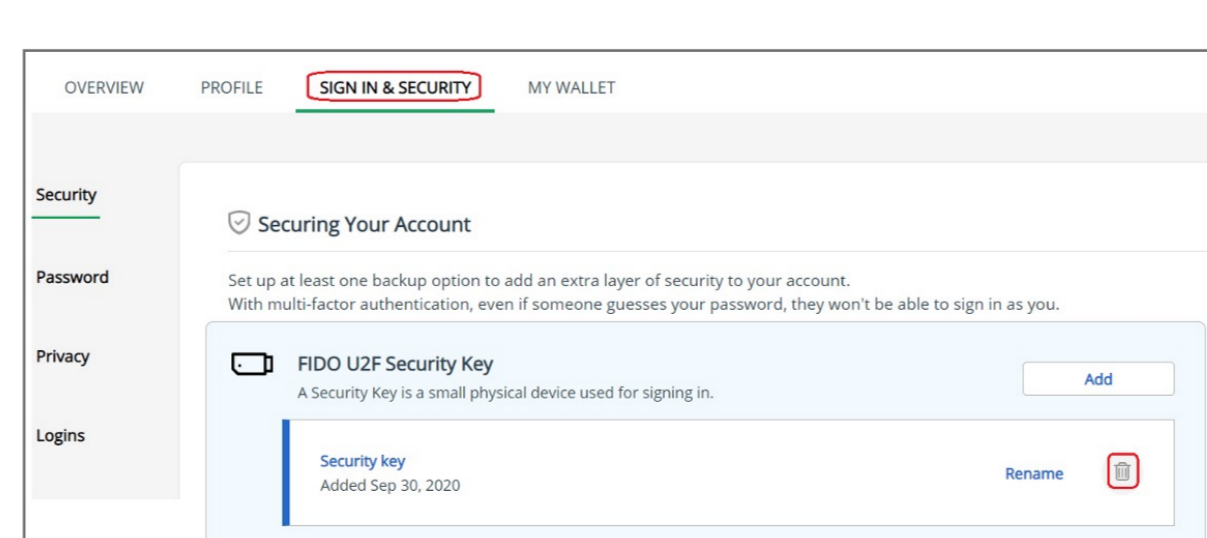 OVERVIEW PROFILE SIGN IN & SECURITY MY WALLET
Security
Password
Privacy
Logins
Securing Your Account
Set up at least one backup option to add an extra layer of security to your account.
With multi-factor authentication, even if someone guesses your password, they won't be able to sign in as you.
FIDO U2F Security Key
A Security Key is a small physical device used for signing in.
Add
Security key
Added Sep 30, 2020
Rename